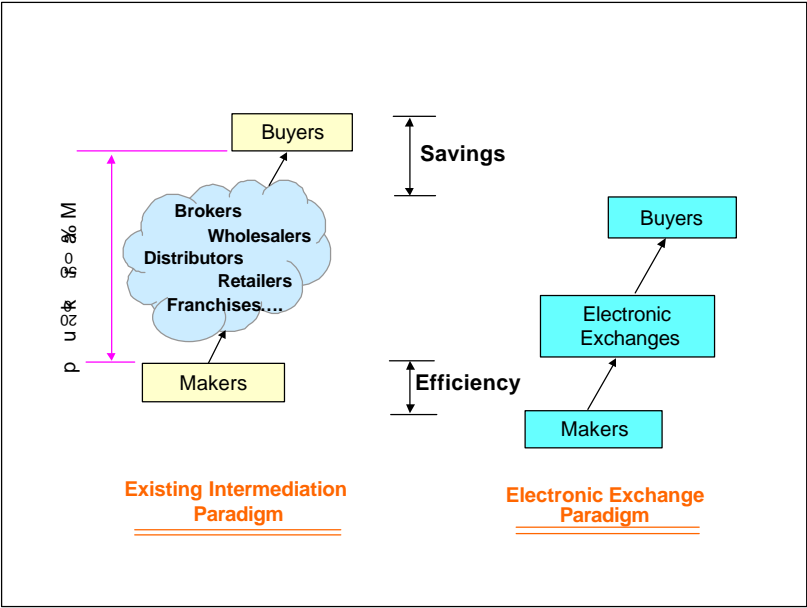 Buyers
Brokers
Wholesalers
Distributors
Retailers
Franchises….
Makers
Existing Intermediation
Paradigm
Savings
Efficiency
Buyers
Electronic
Exchanges
Makers
Electronic Exchange
Paradigm